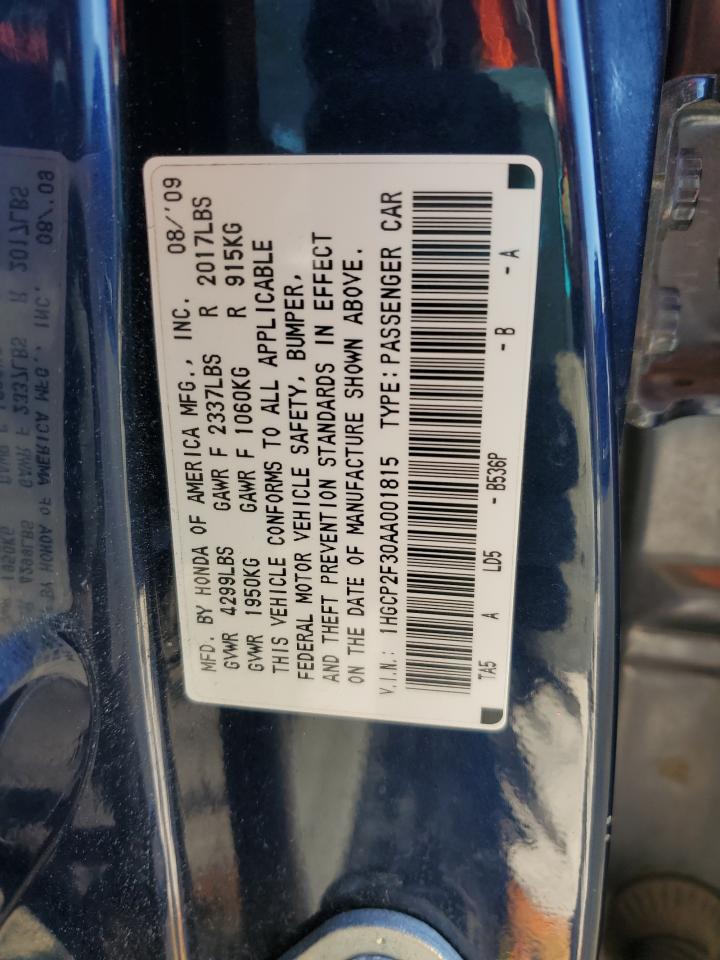 MFD. BY HONDA OF AMERICA MFG., INC. 08/'09
GVWR 4299LBS GAWR F 2337LBS R 2017LBS
GVWR 1950KG GAWR F 1060KG R 915KG
THIS VEHICLE CONFORMS TO ALL APPLICABLE
FEDERAL MOTOR VEHICLE SAFETY, BUMPER,
AND THEFT PREVENTION STANDARDS IN EFFECT
ON THE DATE OF MANUFACTURE SHOWN ABOVE.
V.I.N.: 1HGCP2F30AA001815 TYPE: PASSENGER CAR
TA5 A LD5 - B536P - B - A